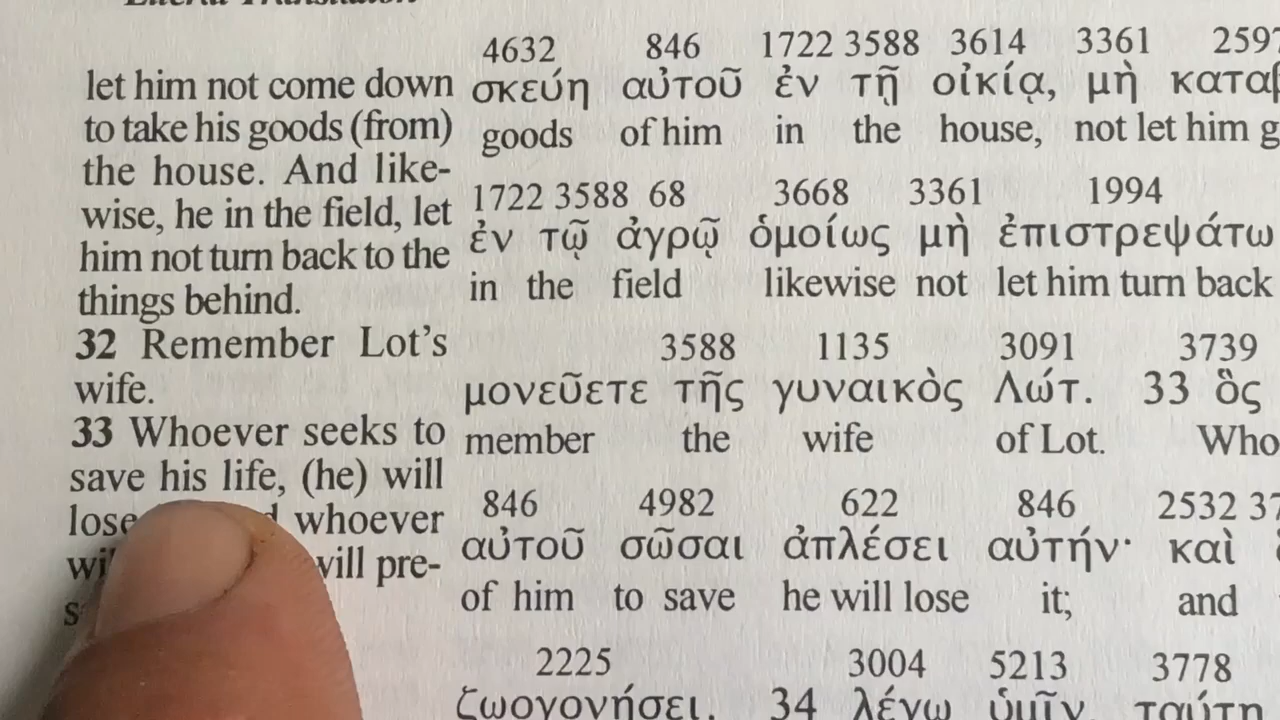 Literal Translation
let him not come down
to take his goods (from)
the house. And like-
wise, he in the field, let
him not turn back to the
things behind.
32 Remember Lot's
wife.
33 Whoever seeks to
save his life, (he) will
lose whoever
will pre-
4632 846 1722 3588 3614 3361
σκεύη αὐτοῦ ἐν τῇ οἰκίᾳ, μὴ καταβ
goods of him in the house, not let him g
1722 3588 68 3668 3361 1994
ἐν τῷ ἀγρῷ ὁμοίως μὴ ἐπιστρεψάτω
in the field likewise not let him turn back
3588 1135 3091 3739
μονεῦετε τῆς γυναικὸς Λώτ. 33 ὃς
member the wife of Lot. Who
846 4982 622 846 2532 37
αὐτοῦ σῶσαι ἀπλέσει αὐτήν· καὶ
of him to save he will lose it; and
2225 3004 5213 3778
ζωογονήσει. 34 λέγω ὑμῖν ταύτῃ